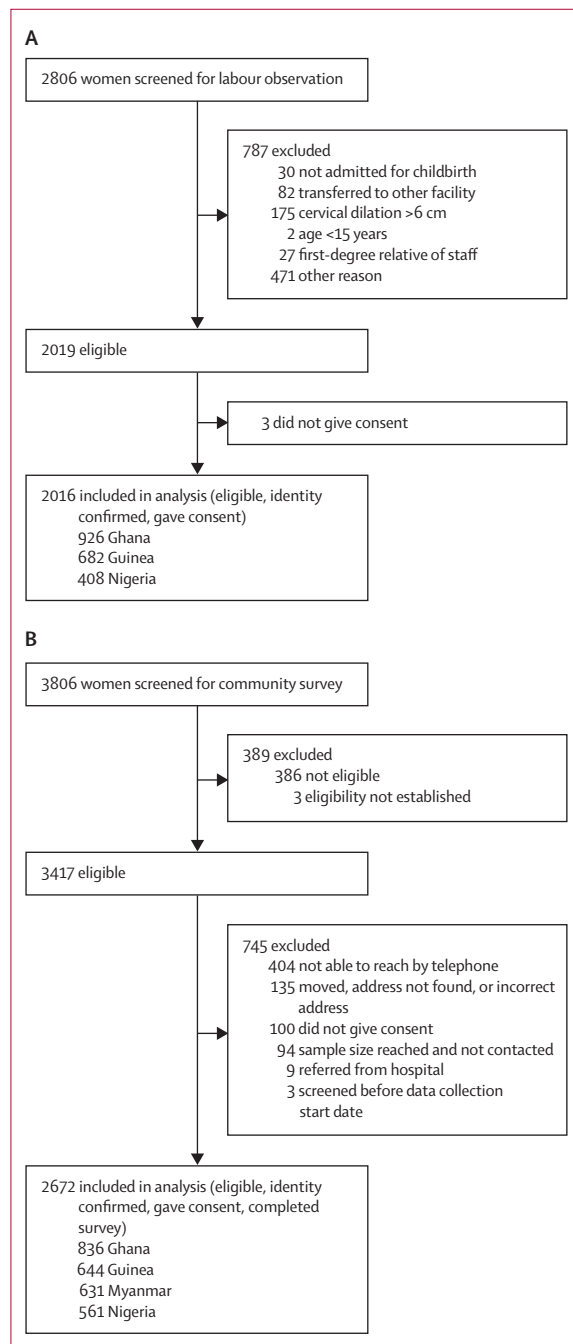 A
2806 women screened for labour observation
787 excluded
30 not admitted for childbirth
82 transferred to other facility
175 cervical dilation >6 cm
2 age <15 years
27 first-degree relative of staff
471 other reason
2019 eligible
3 did not give consent
2016 included in analysis (eligible, identity
confirmed, gave consent)
926 Ghana
682 Guinea
408 Nigeria
B
3806 women screened for community survey
389 excluded
386 not eligible
3 eligibility not established
3417 eligible
745 excluded
404 not able to reach by telephone
135 moved, address not found, or incorrect
address
100 did not give consent
94 sample size reached and not contacted
9 referred from hospital
3 screened before data collection
start date
2672 included in analysis (eligible, identity
confirmed, gave consent, completed
survey)
836 Ghana
644 Guinea
631 Myanmar
561 Nigeria